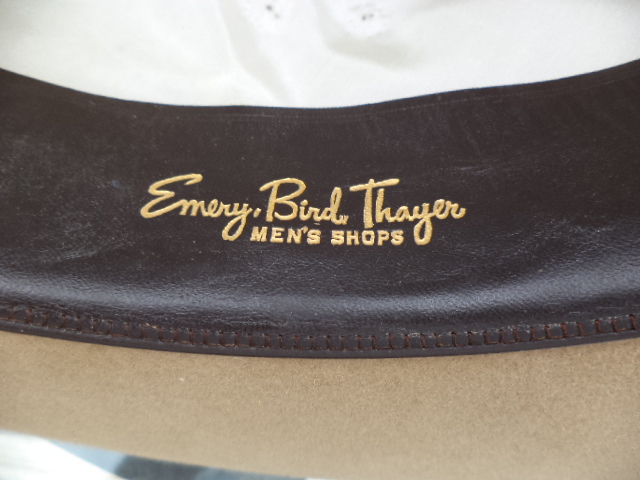 Emery, Bird, Thayer
MEN'S SHOPS